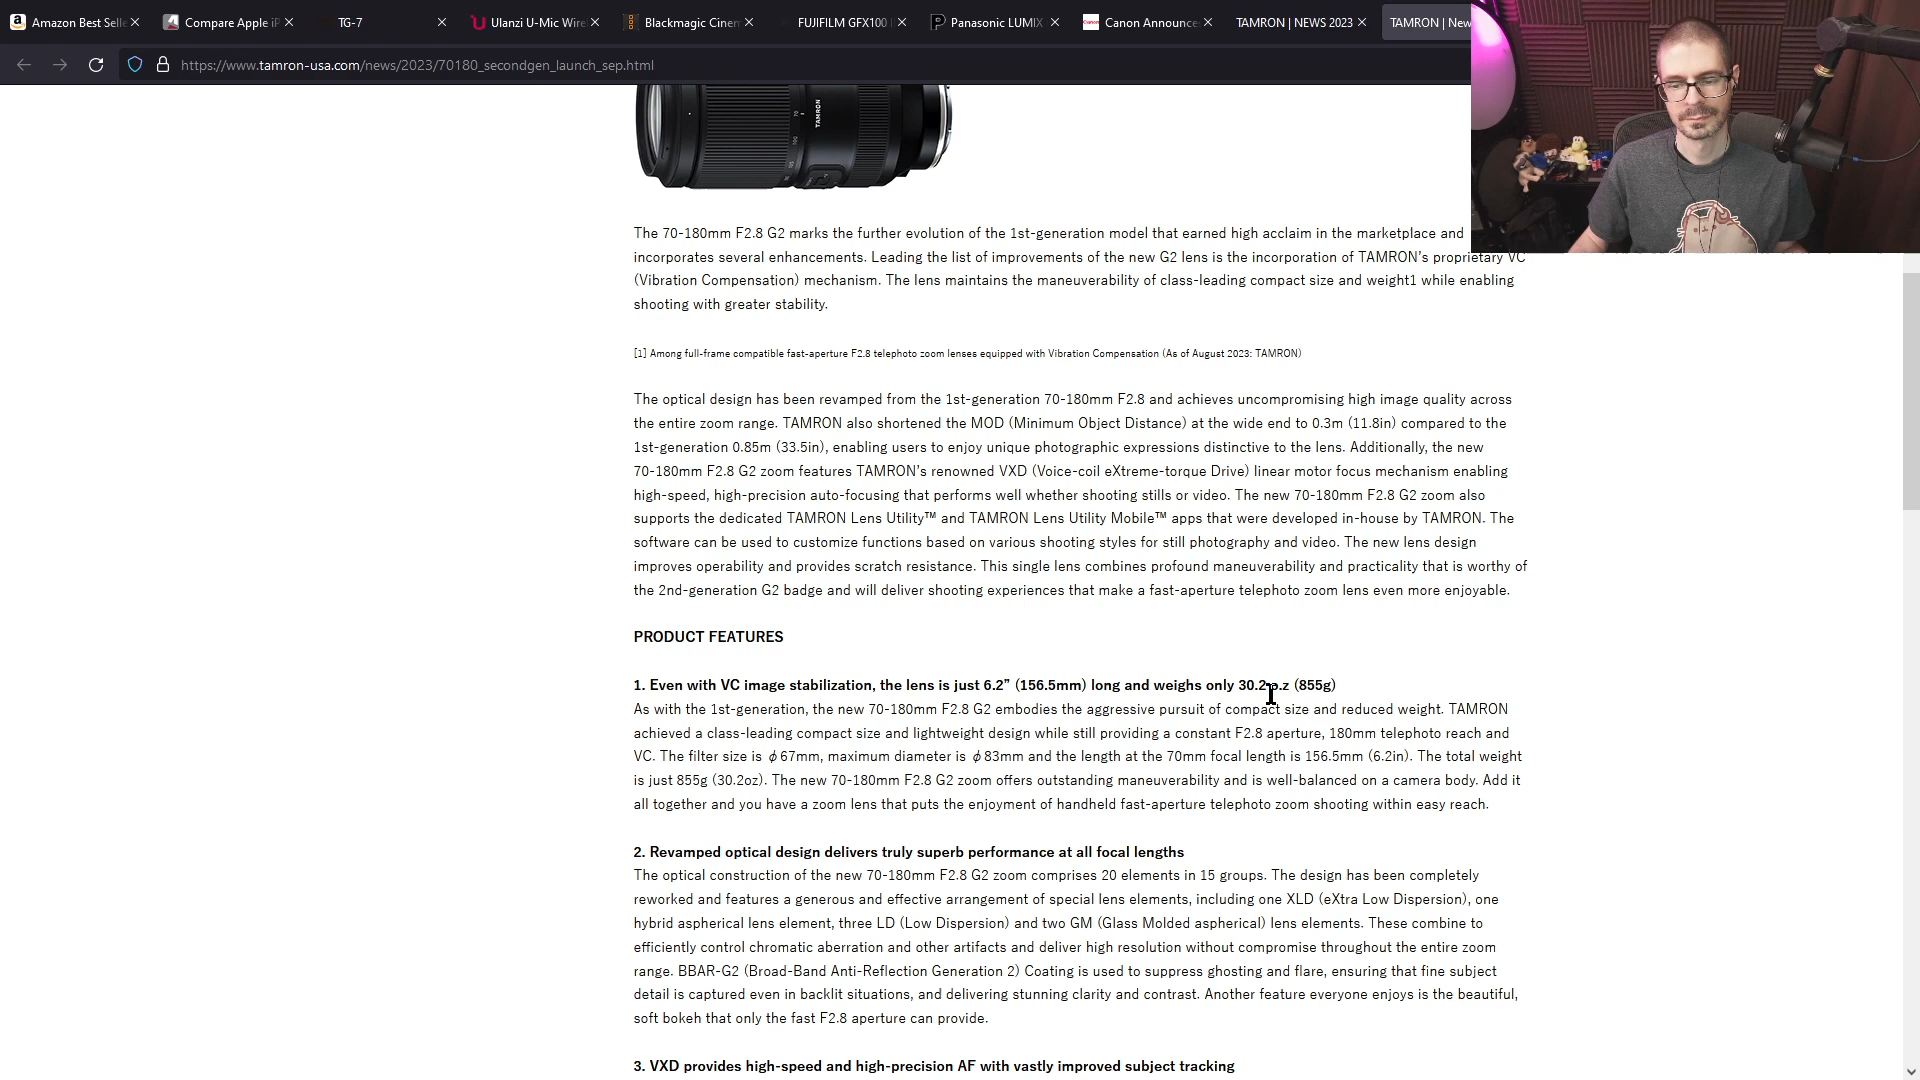 Amazon Best Selle
Compare Apple iP
TG-7
Ulanzi U-Mic Wire
Blackmagic Cinem
FUJIFILM GFX100 I
Panasonic LUMIX
Canon Announce
TAMRON | NEWS 2023
TAMRON | New
https://www.tamron-usa.com/news/2023/70180_secondgen_launch_sep.html
TAMRON
The 70-180mm F2.8 G2 marks the further evolution of the 1st-generation model that earned high acclaim in the marketplace and
incorporates several enhancements. Leading the list of improvements of the new G2 lens is the incorporation of TAMRON’s proprietary VC
(Vibration Compensation) mechanism. The lens maintains the maneuverability of class-leading compact size and weight1 while enabling
shooting with greater stability.
[1] Among full-frame compatible fast-aperture F2.8 telephoto zoom lenses equipped with Vibration Compensation (As of August 2023: TAMRON)
The optical design has been revamped from the 1st-generation 70-180mm F2.8 and achieves uncompromising high image quality across
the entire zoom range. TAMRON also shortened the MOD (Minimum Object Distance) at the wide end to 0.3m (11.8in) compared to the
1st-generation 0.85m (33.5in), enabling users to enjoy unique photographic expressions distinctive to the lens. Additionally, the new
70-180mm F2.8 G2 zoom features TAMRON’s renowned VXD (Voice-coil eXtreme-torque Drive) linear motor focus mechanism enabling
high-speed, high-precision auto-focusing that performs well whether shooting stills or video. The new 70-180mm F2.8 G2 zoom also
supports the dedicated TAMRON Lens Utility™ and TAMRON Lens Utility Mobile™ apps that were developed in-house by TAMRON. The
software can be used to customize functions based on various shooting styles for still photography and video. The new lens design
improves operability and provides scratch resistance. This single lens combines profound maneuverability and practicality that is worthy of
the 2nd-generation G2 badge and will deliver shooting experiences that make a fast-aperture telephoto zoom lens even more enjoyable.
PRODUCT FEATURES
1. Even with VC image stabilization, the lens is just 6.2” (156.5mm) long and weighs only 30.2 o.z (855g)
As with the 1st-generation, the new 70-180mm F2.8 G2 embodies the aggressive pursuit of compact size and reduced weight. TAMRON
achieved a class-leading compact size and lightweight design while still providing a constant F2.8 aperture, 180mm telephoto reach and
VC. The filter size is φ67mm, maximum diameter is φ83mm and the length at the 70mm focal length is 156.5mm (6.2in). The total weight
is just 855g (30.2oz). The new 70-180mm F2.8 G2 zoom offers outstanding maneuverability and is well-balanced on a camera body. Add it
all together and you have a zoom lens that puts the enjoyment of handheld fast-aperture telephoto zoom shooting within easy reach.
2. Revamped optical design delivers truly superb performance at all focal lengths
The optical construction of the new 70-180mm F2.8 G2 zoom comprises 20 elements in 15 groups. The design has been completely
reworked and features a generous and effective arrangement of special lens elements, including one XLD (eXtra Low Dispersion), one
hybrid aspherical lens element, three LD (Low Dispersion) and two GM (Glass Molded aspherical) lens elements. These combine to
efficiently control chromatic aberration and other artifacts and deliver high resolution without compromise throughout the entire zoom
range. BBAR-G2 (Broad-Band Anti-Reflection Generation 2) Coating is used to suppress ghosting and flare, ensuring that fine subject
detail is captured even in backlit situations, and delivering stunning clarity and contrast. Another feature everyone enjoys is the beautiful,
soft bokeh that only the fast F2.8 aperture can provide.
3. VXD provides high-speed and high-precision AF with vastly improved subject tracking